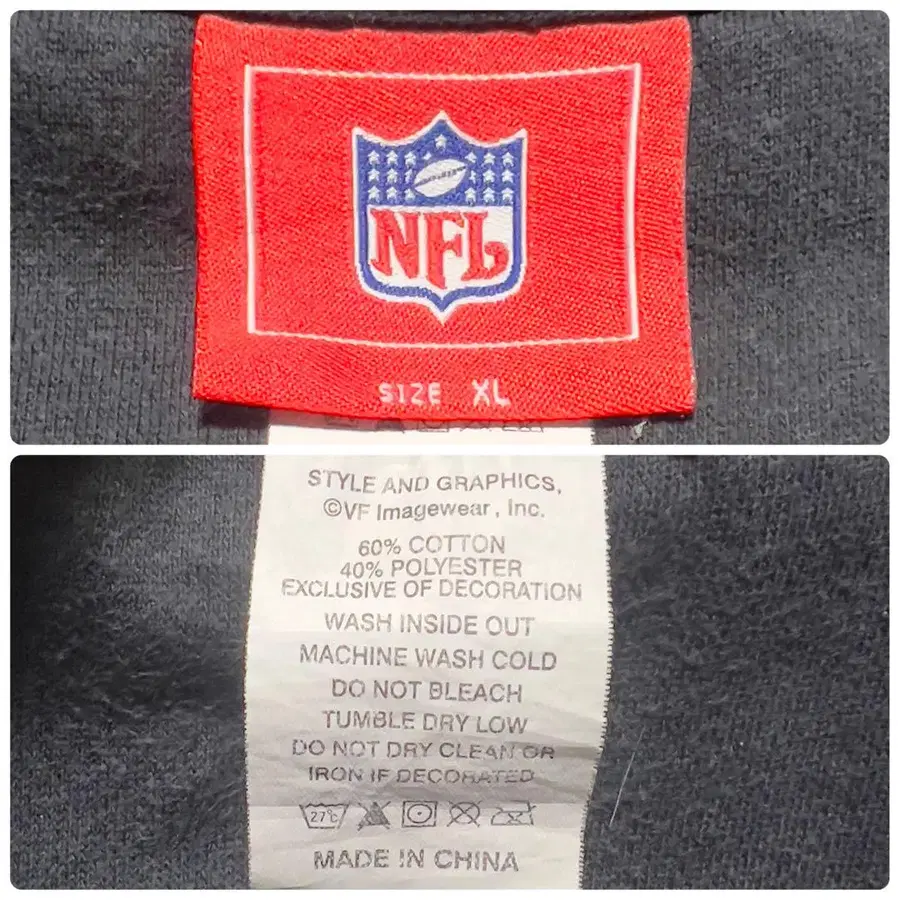 NFL
SIZE XL
STYLE AND GRAPHICS,
©VF Imagewear, Inc.
60% COTTON
40% POLYESTER
EXCLUSIVE OF DECORATION
WASH INSIDE OUT
MACHINE WASH COLD
DO NOT BLEACH
TUMBLE DRY LOW
DO NOT DRY CLEAN OR
IRON IF DECORATED
27°C
MADE IN CHINA